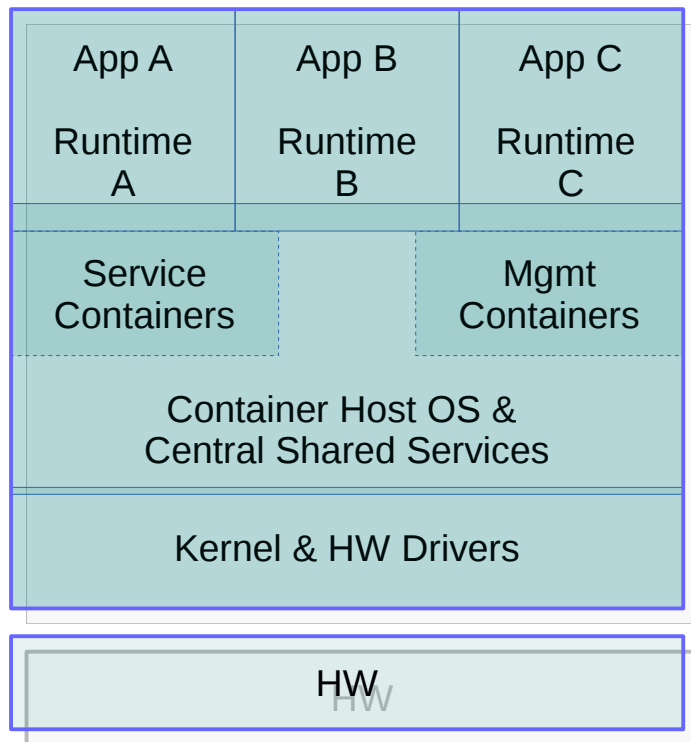 App A
App B
App C
Runtime
A
Runtime
B
Runtime
C
Service
Containers
Mgmt
Containers
Container Host OS &
Central Shared Services
Kernel & HW Drivers
HW
HW